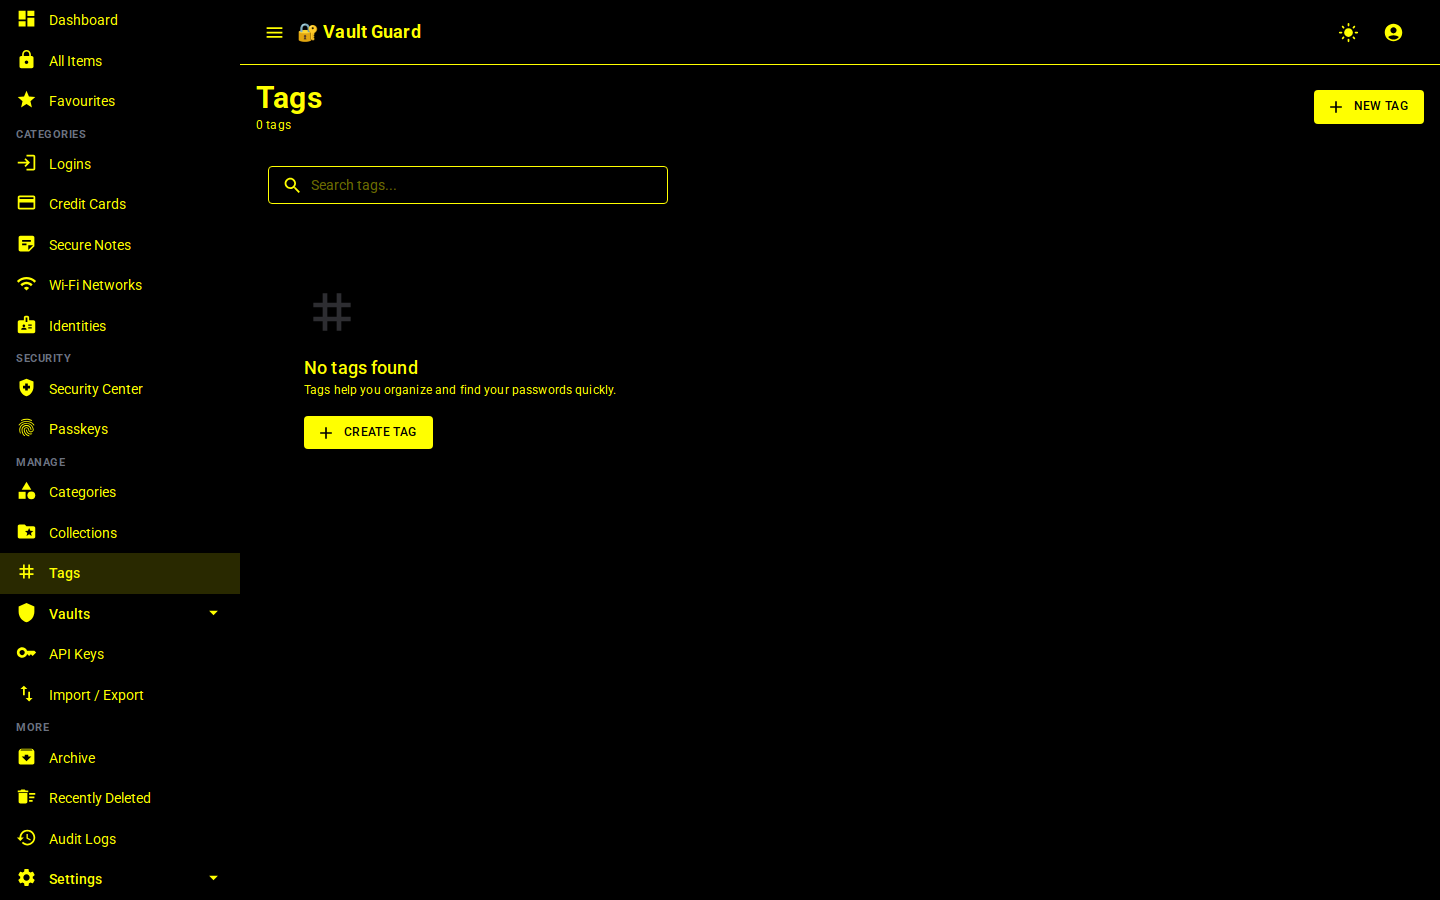 Dashboard
All Items
Favourites
CATEGORIES
Logins
Credit Cards
Secure Notes
Wi-Fi Networks
Identities
SECURITY
Security Center
Passkeys
MANAGE
Categories
Collections
Tags
Vaults
API Keys
Import / Export
MORE
Archive
Recently Deleted
Audit Logs
Settings
Vault Guard
Tags
0 tags
NEW TAG
Search tags...
No tags found
Tags help you organize and find your passwords quickly.
CREATE TAG